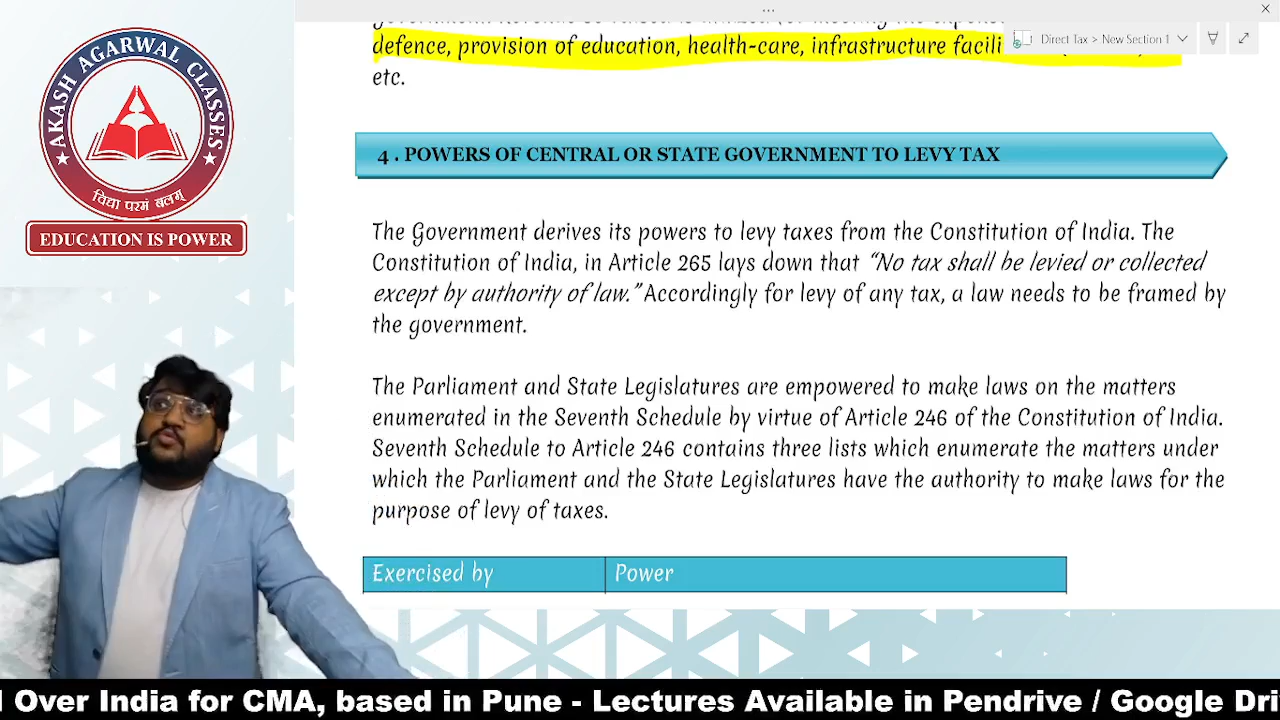 AKASH AGARWAL CLASSES
विद्या परमं बलम्
EDUCATION IS POWER
defence, provision of education, health-care, infrastructure facili
etc.
Direct Tax > New Section 1
4 . POWERS OF CENTRAL OR STATE GOVERNMENT TO LEVY TAX
The Government derives its powers to levy taxes from the Constitution of India. The
Constitution of India, in Article 265 lays down that “No tax shall be levied or collected
except by authority of law.” Accordingly for levy of any tax, a law needs to be framed by
the government.
The Parliament and State Legislatures are empowered to make laws on the matters
enumerated in the Seventh Schedule by virtue of Article 246 of the Constitution of India.
Seventh Schedule to Article 246 contains three lists which enumerate the matters under
which the Parliament and the State Legislatures have the authority to make laws for the
purpose of levy of taxes.
Exercised by
Power
Over India for CMA, based in Pune - Lectures Available in Pendrive / Google Dri